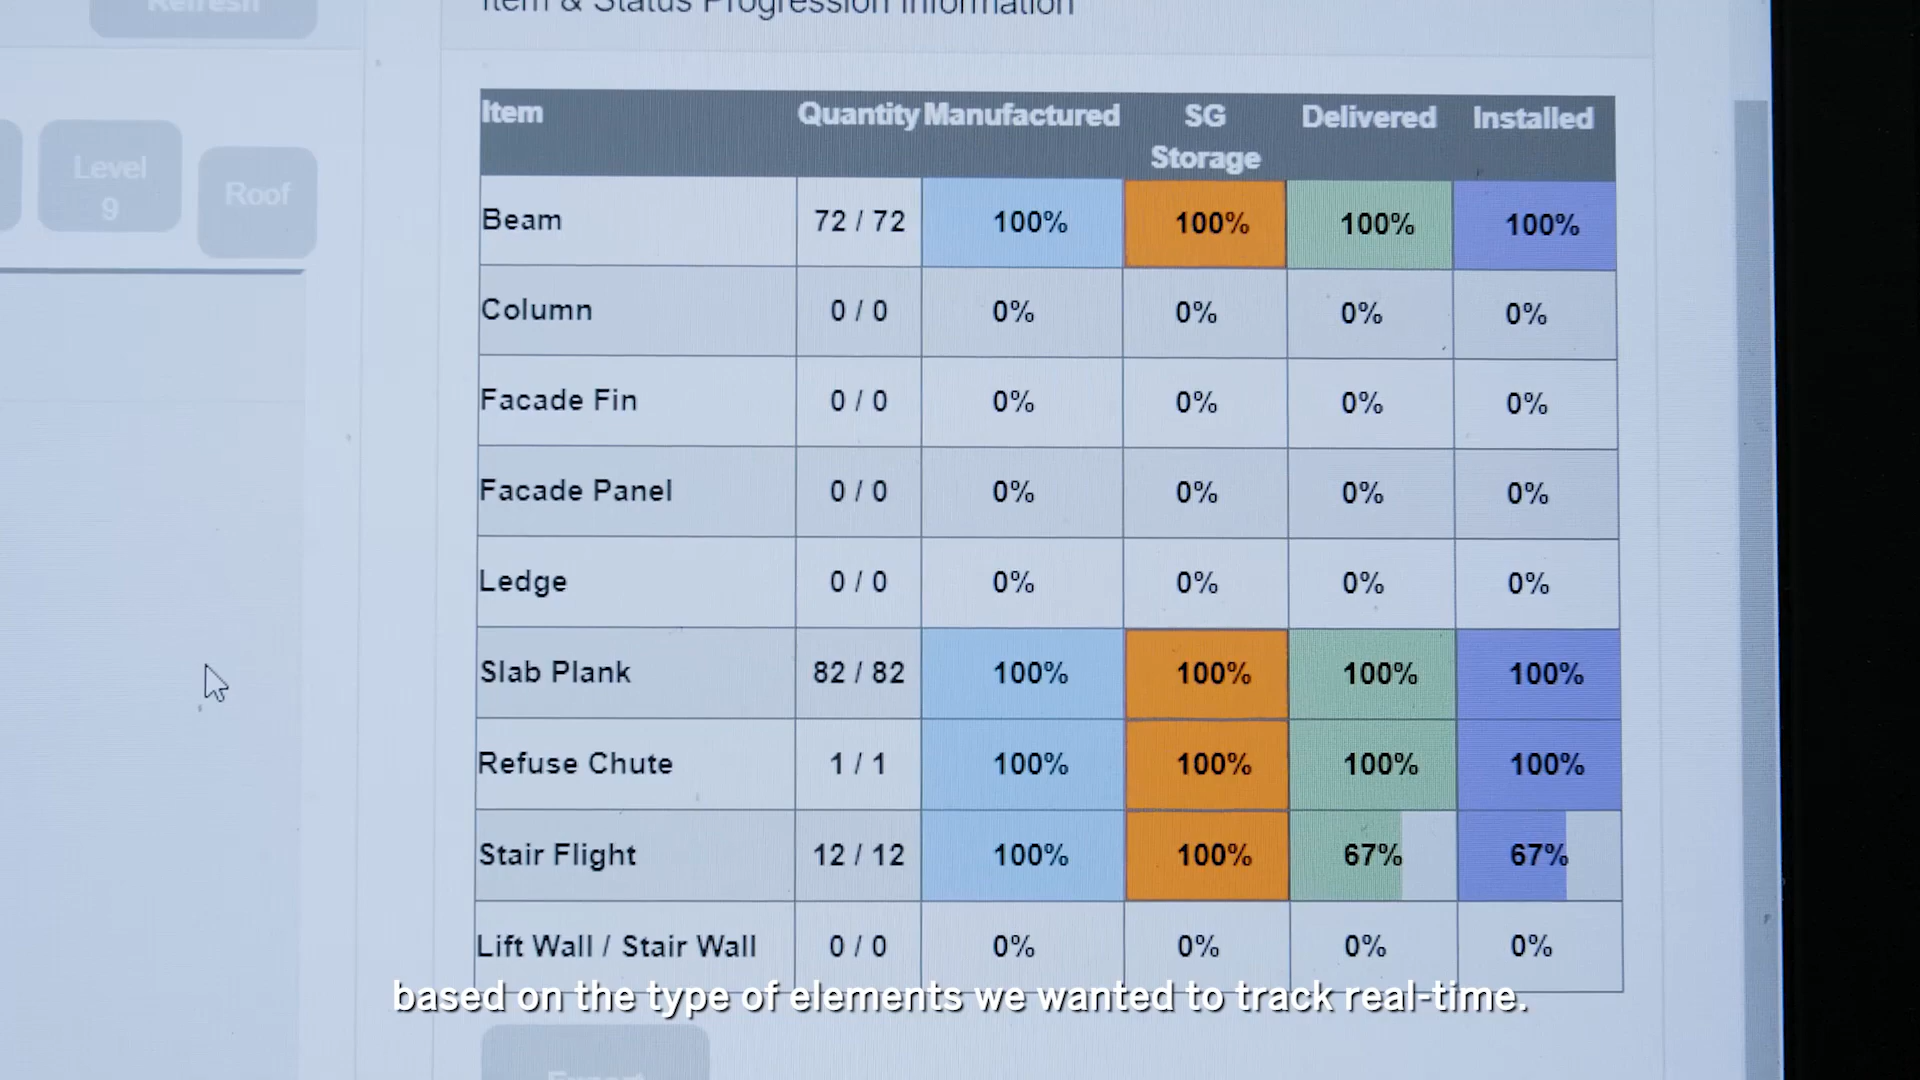 Refresh
Item & Status Progression Information
Level
9
Roof
Item Quantity Manufactured SG Storage Delivered Installed
Beam 72 / 72 100% 100% 100% 100%
Column 0 / 0 0% 0% 0% 0%
Facade Fin 0 / 0 0% 0% 0% 0%
Facade Panel 0 / 0 0% 0% 0% 0%
Ledge 0 / 0 0% 0% 0% 0%
Slab Plank 82 / 82 100% 100% 100% 100%
Refuse Chute 1 / 1 100% 100% 100% 100%
Stair Flight 12 / 12 100% 100% 67% 67%
Lift Wall / Stair Wall 0 / 0 0% 0% 0% 0%
based on the type of elements we wanted to track real-time.